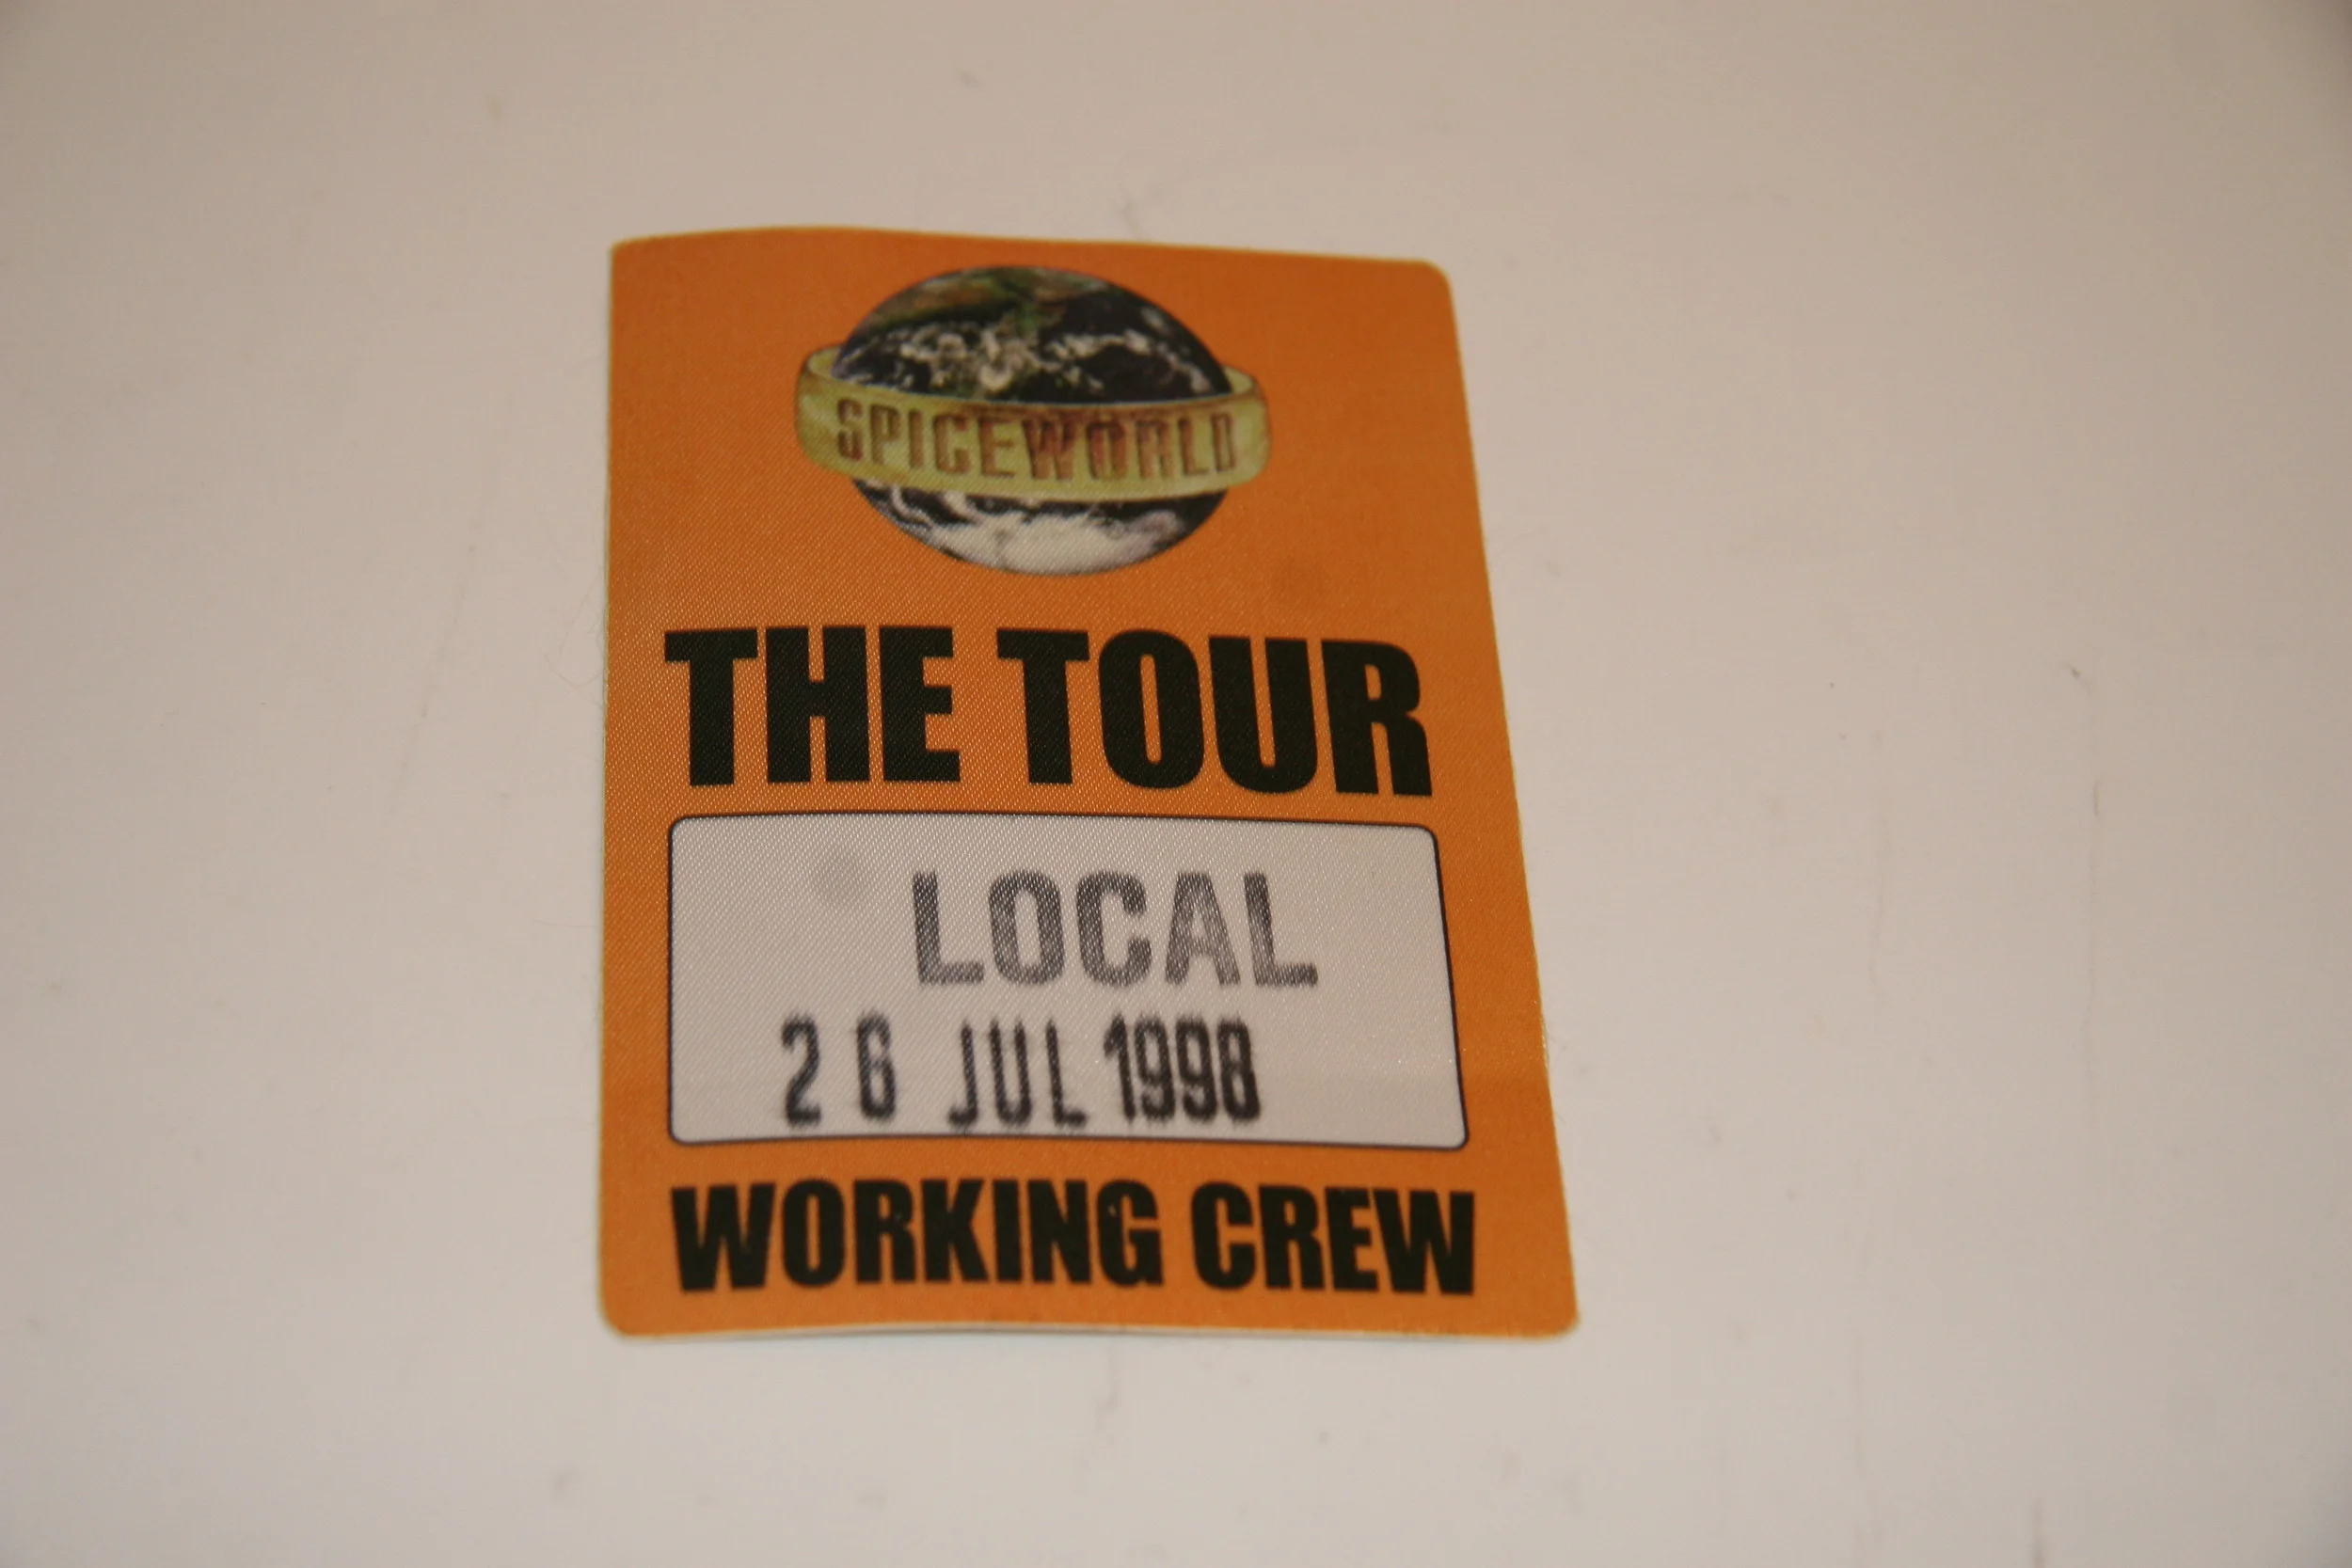 SPICEWORLD
THE TOUR
LOCAL
26 JUL 1998
WORKING CREW